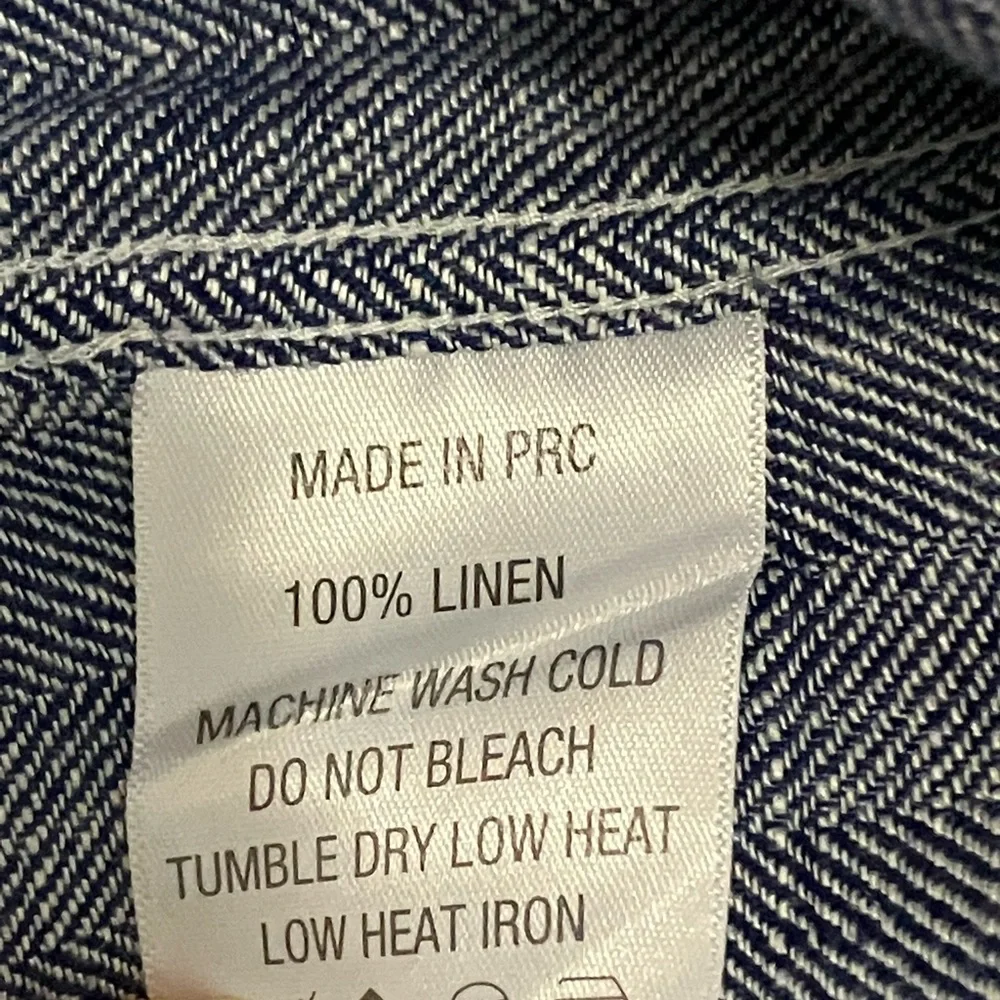 MADE IN PRC
100% LINEN
MACHINE WASH COLD
DO NOT BLEACH
TUMBLE DRY LOW HEAT
LOW HEAT IRON